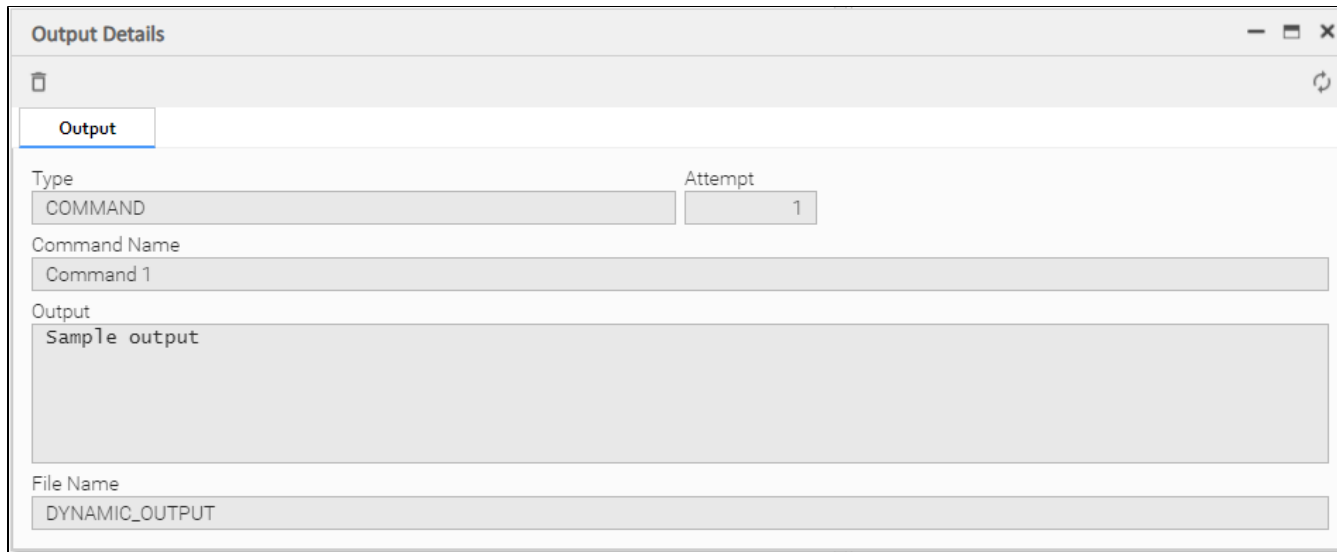 Output Details
Output
Type Attempt
COMMAND 1
Command Name
Command 1
Output
Sample output
File Name
DYNAMIC_OUTPUT